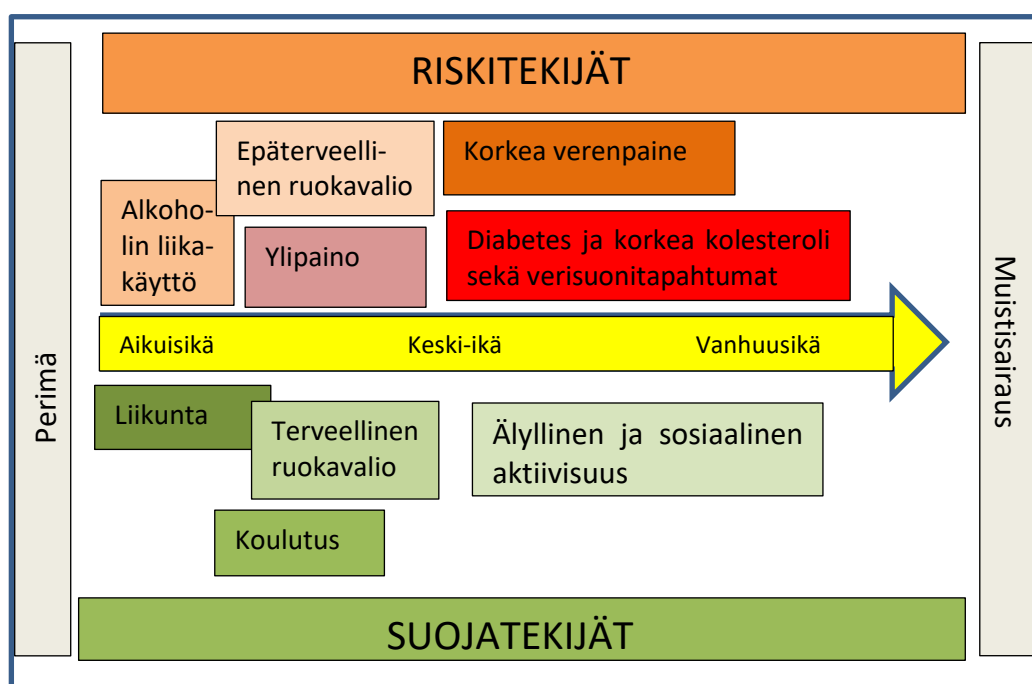 RISKITEKIJÄT
Perimä
Epäterveelli-
nen ruokavalio
Korkea verenpaine
Alkoho-
lin liika-
käyttö
Ylipaino
Diabetes ja korkea kolesteroli
sekä verisuonitapahtumat
Aikuisikä
Keski-ikä
Vanhuusikä
Muistisairaus
Liikunta
Terveellinen
ruokavalio
Älyllinen ja sosiaalinen
aktiivisuus
Koulutus
SUOJATEKIJÄT